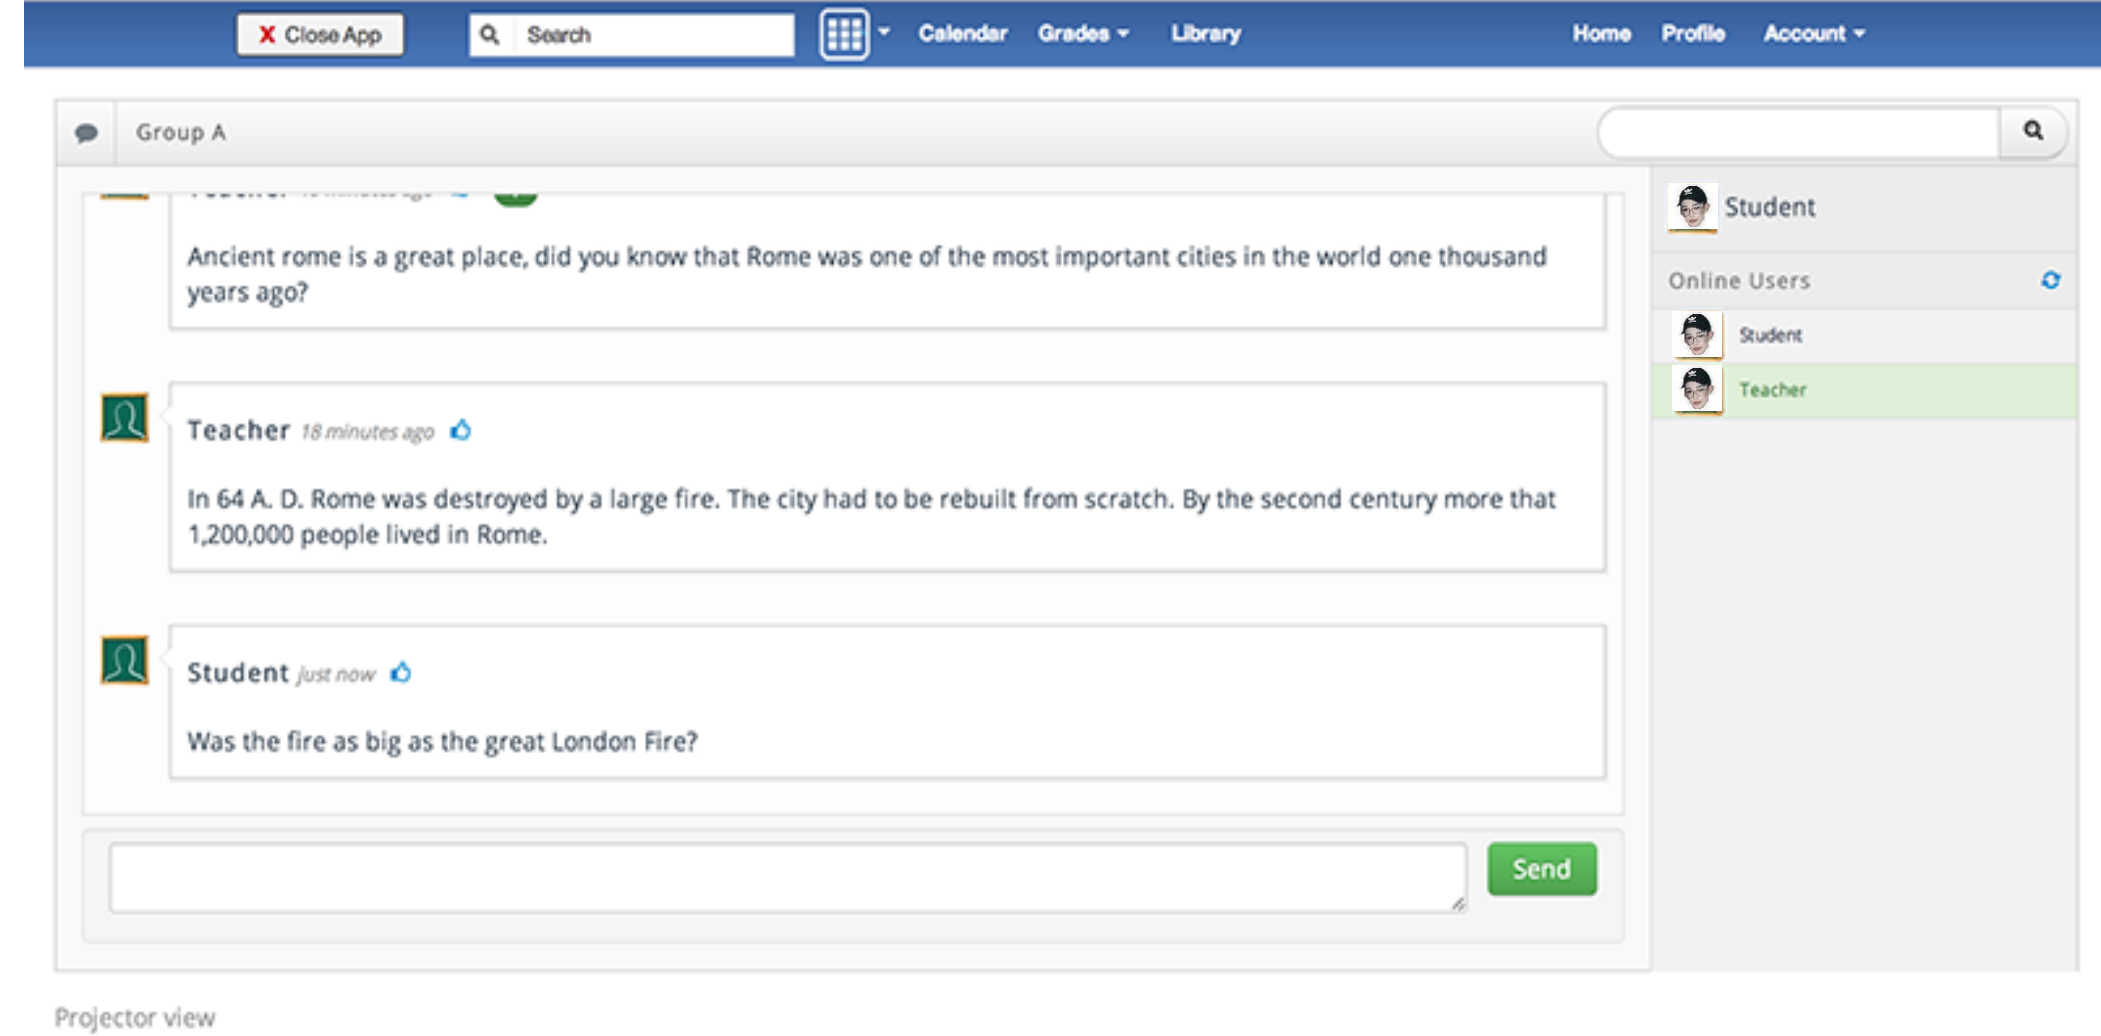 X Close App
Search
Calendar
Grades
Library
Home
Profile
Account
Group A
Student
Online Users
Student
Teacher
Ancient rome is a great place, did you know that Rome was one of the most important cities in the world one thousand
years ago?
Teacher 18 minutes ago
In 64 A. D. Rome was destroyed by a large fire. The city had to be rebuilt from scratch. By the second century more that
1,200,000 people lived in Rome.
Student just now
Was the fire as big as the great London Fire?
Send
Projector view